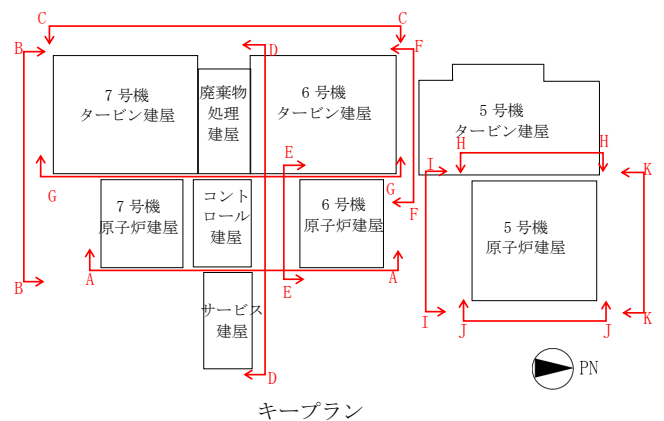 C
C
B
D
F
7 号機
タービン建屋
廃棄物
処理
建屋
6 号機
タービン建屋
5 号機
タービン建屋
H
H
E
I
K
G
G
7 号機
原子炉建屋
コント
ロール
建屋
6 号機
原子炉建屋
F
5 号機
原子炉建屋
A
A
B
E
サービス
建屋
I
J
J
K
D
PN
キープラン